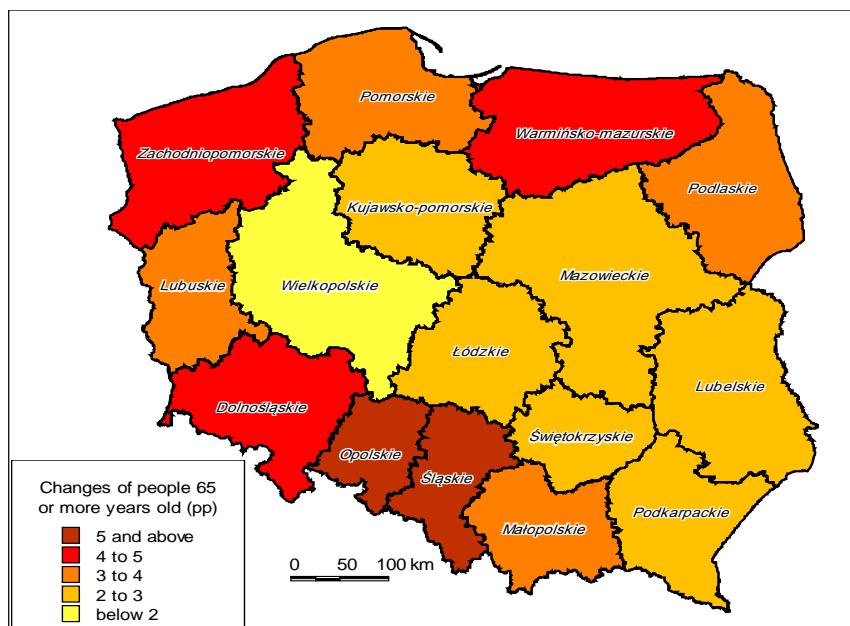 Pomorskie
Warmińsko-mazurskie
Zachodniopomorskie
Podlaskie
Kujawsko-pomorskie
Mazowieckie
Lubuskie
Wielkopolskie
Łódzkie
Lubelskie
Dolnośląskie
Świętokrzyskie
Opolskie
Śląskie
Podkarpackie
Małopolskie
Changes of people 65
or more years old (pp)
5 and above
4 to 5
3 to 4
2 to 3
below 2
0 50 100 km